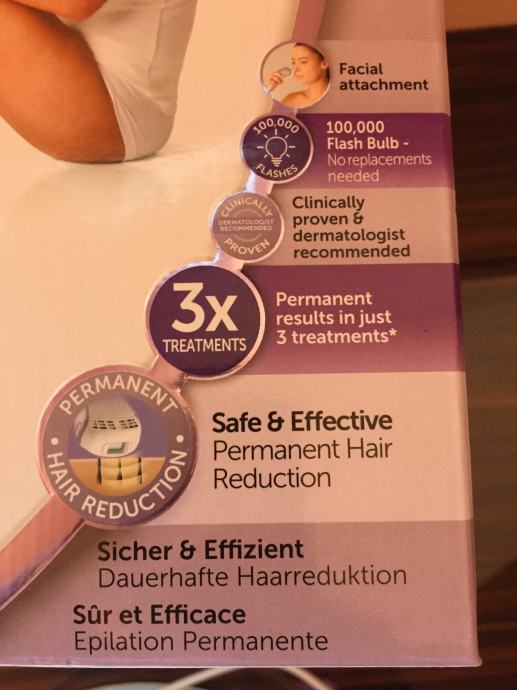 Facial
attachment
100,000
FLASHES
100,000
Flash Bulb -
No replacements
needed
CLINICALLY
DERMATOLOGIST
RECOMMENDED
PROVEN
Clinically
proven &
dermatologist
recommended
3x
TREATMENTS
Permanent
results in just
3 treatments*
PERMANENT
• HAIR REDUCTION •
Safe & Effective
Permanent Hair
Reduction
Sicher & Effizient
Dauerhafte Haarreduktion
Sûr et Efficace
Epilation Permanente